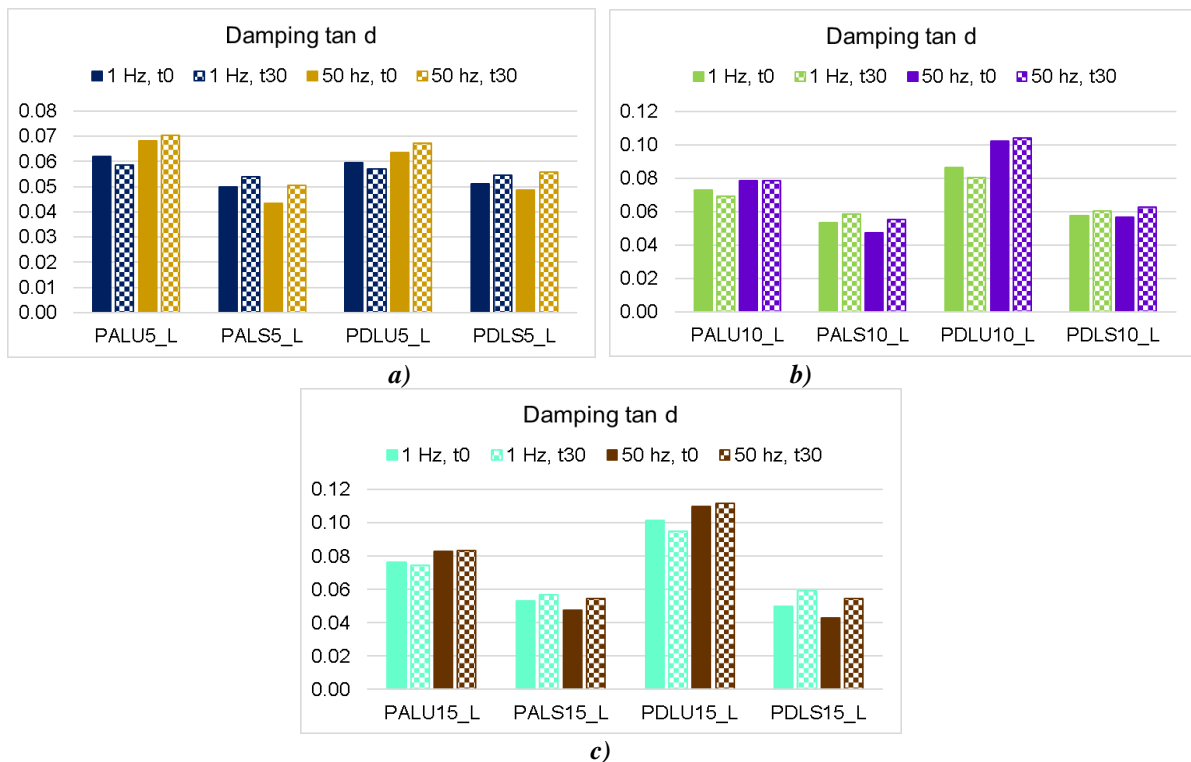 Damping tan d
1 Hz, t0 1 Hz, t30 50 hz, t0 50 hz, t30
0.08
0.07
0.06
0.05
0.04
0.03
0.02
0.01
0.00
PALU5_L PALS5_L PDLU5_L PDLS5_L
a)
Damping tan d
1 Hz, t0 1 Hz, t30 50 hz, t0 50 hz, t30
0.12
0.10
0.08
0.06
0.04
0.02
0.00
PALU10_L PALS10_L PDLU10_L PDLS10_L
b)
Damping tan d
1 Hz, t0 1 Hz, t30 50 hz, t0 50 hz, t30
0.12
0.10
0.08
0.06
0.04
0.02
0.00
PALU15_L PALS15_L PDLU15_L PDLS15_L
c)